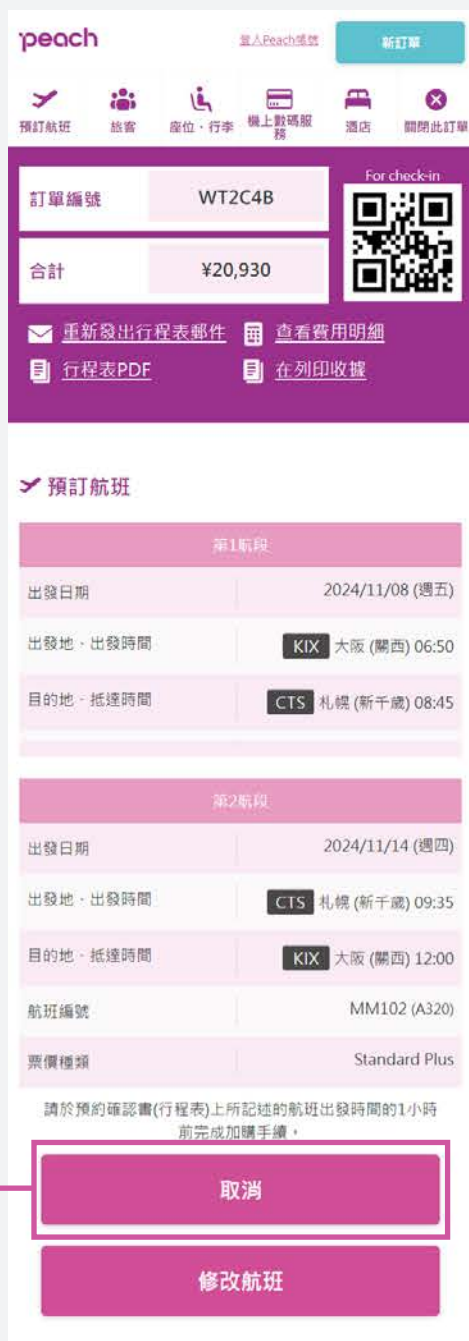 peach
登入Peach帳號
新訂單
預訂航班
旅客
座位．行李
機上數碼服
務
酒店
關閉此訂單
For check-in
訂單編號
WT2C4B
合計
¥20,930
重新發出行程表郵件
查看費用明細
行程表PDF
在列印收據
預訂航班
第1航段
出發日期
2024/11/08 (週五)
出發地．出發時間
KIX 大阪 (關西) 06:50
目的地．抵達時間
CTS 札幌 (新千歲) 08:45
第2航段
出發日期
2024/11/14 (週四)
出發地．出發時間
CTS 札幌 (新千歲) 09:35
目的地．抵達時間
KIX 大阪 (關西) 12:00
航班編號
MM102 (A320)
票價種類
Standard Plus
請於預約確認書(行程表)上所記述的航班出發時間的1小時
前完成加購手續。
取消
修改航班